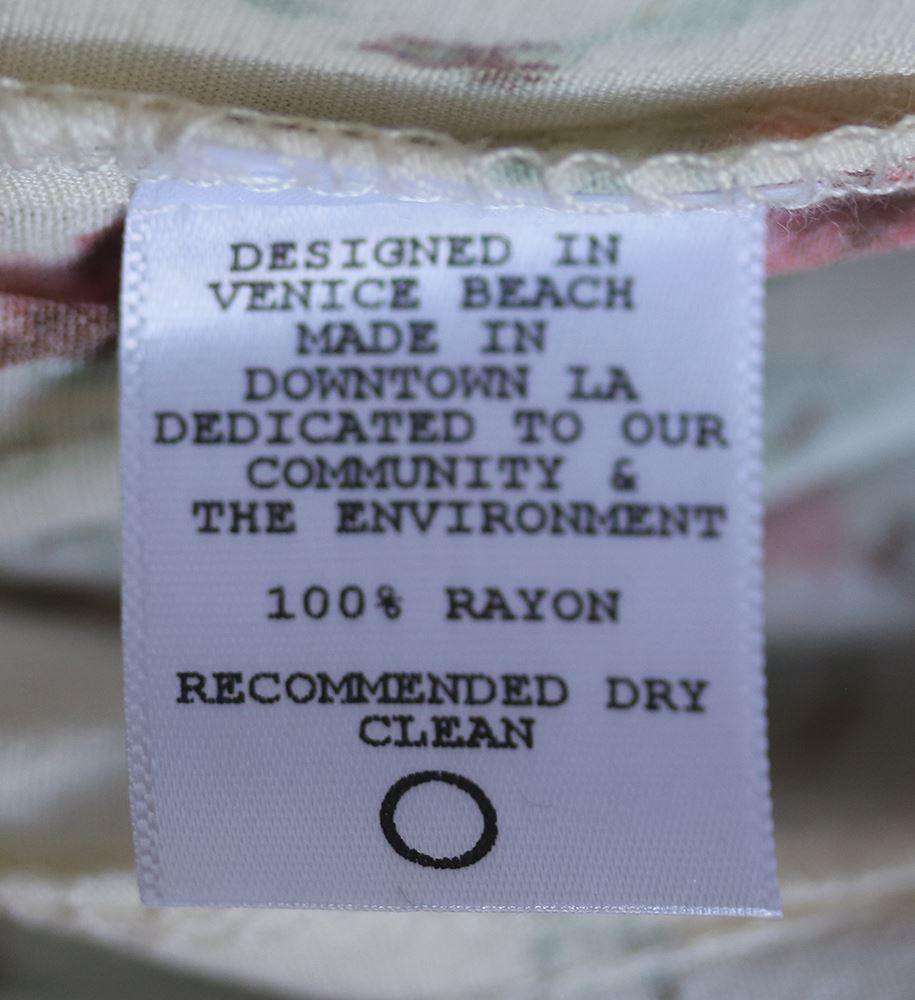 DESIGNED IN
VENICE BEACH
MADE IN
DOWNTOWN LA
DEDICATED TO OUR
COMMUNITY &
THE ENVIRONMENT
100% RAYON
RECOMMENDED DRY
CLEAN